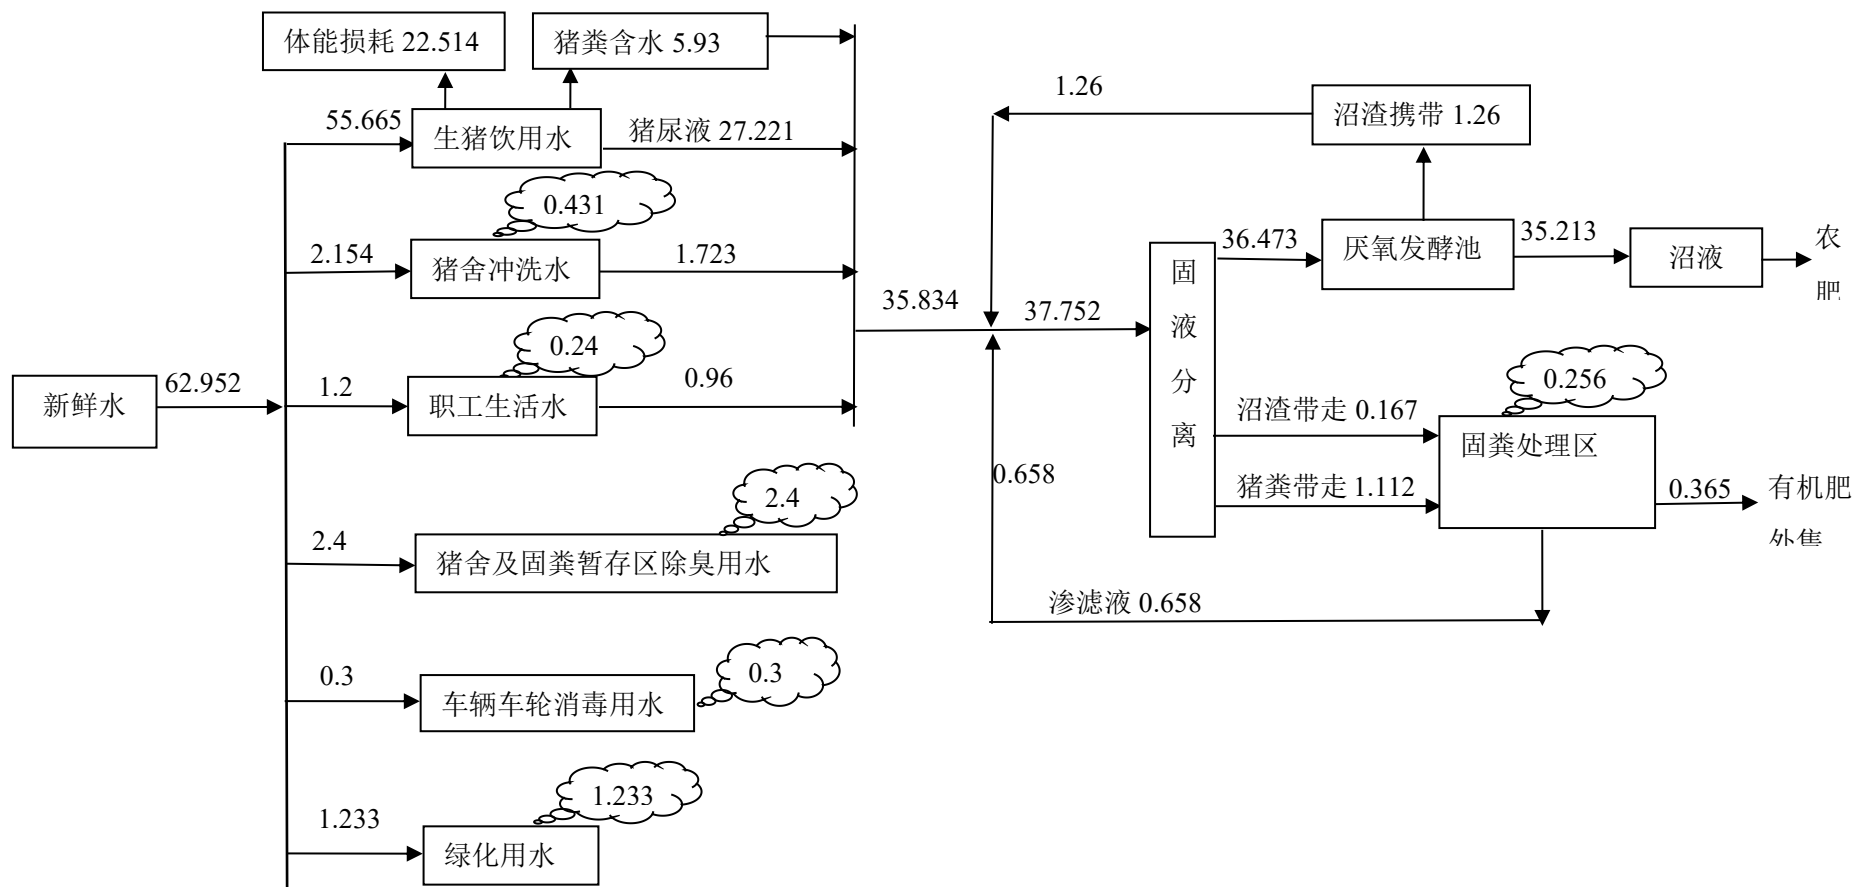 体能损耗 22.514
猪粪含水 5.93
55.665
生猪饮用水
猪尿液 27.221
0.431
2.154
猪舍冲洗水
1.723
0.24
新鲜水
62.952
1.2
职工生活水
0.96
2.4
2.4
猪舍及固粪暂存区除臭用水
0.3
0.3
车辆车轮消毒用水
1.233
1.233
绿化用水
35.834
1.26
沼渣携带 1.26
37.752
固
液
分
离
36.473
厌氧发酵池
35.213
沼液
农
肥
0.256
沼渣带走 0.167
固粪处理区
猪粪带走 1.112
0.365
有机肥
外售
0.658
渗滤液 0.658